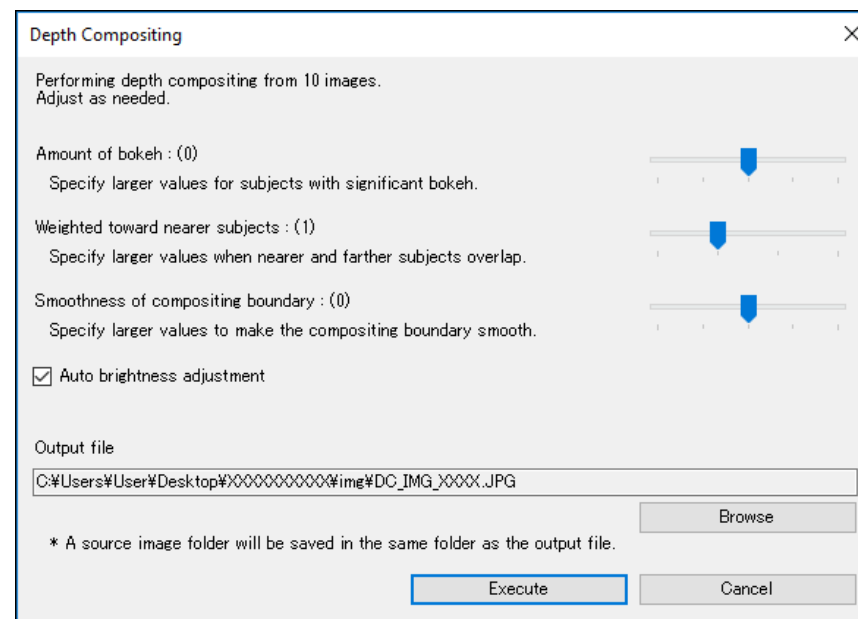 Depth Compositing
Performing depth compositing from 10 images.
Adjust as needed.
Amount of bokeh : (0)
Specify larger values for subjects with significant bokeh.
Weighted toward nearer subjects : (1)
Specify larger values when nearer and farther subjects overlap.
Smoothness of compositing boundary : (0)
Specify larger values to make the compositing boundary smooth.
Auto brightness adjustment
Output file
C:¥Users¥User¥Desktop¥XXXXXXXXXXX¥img¥DC_IMG_XXXX.JPG
Browse
* A source image folder will be saved in the same folder as the output file.
Execute
Cancel